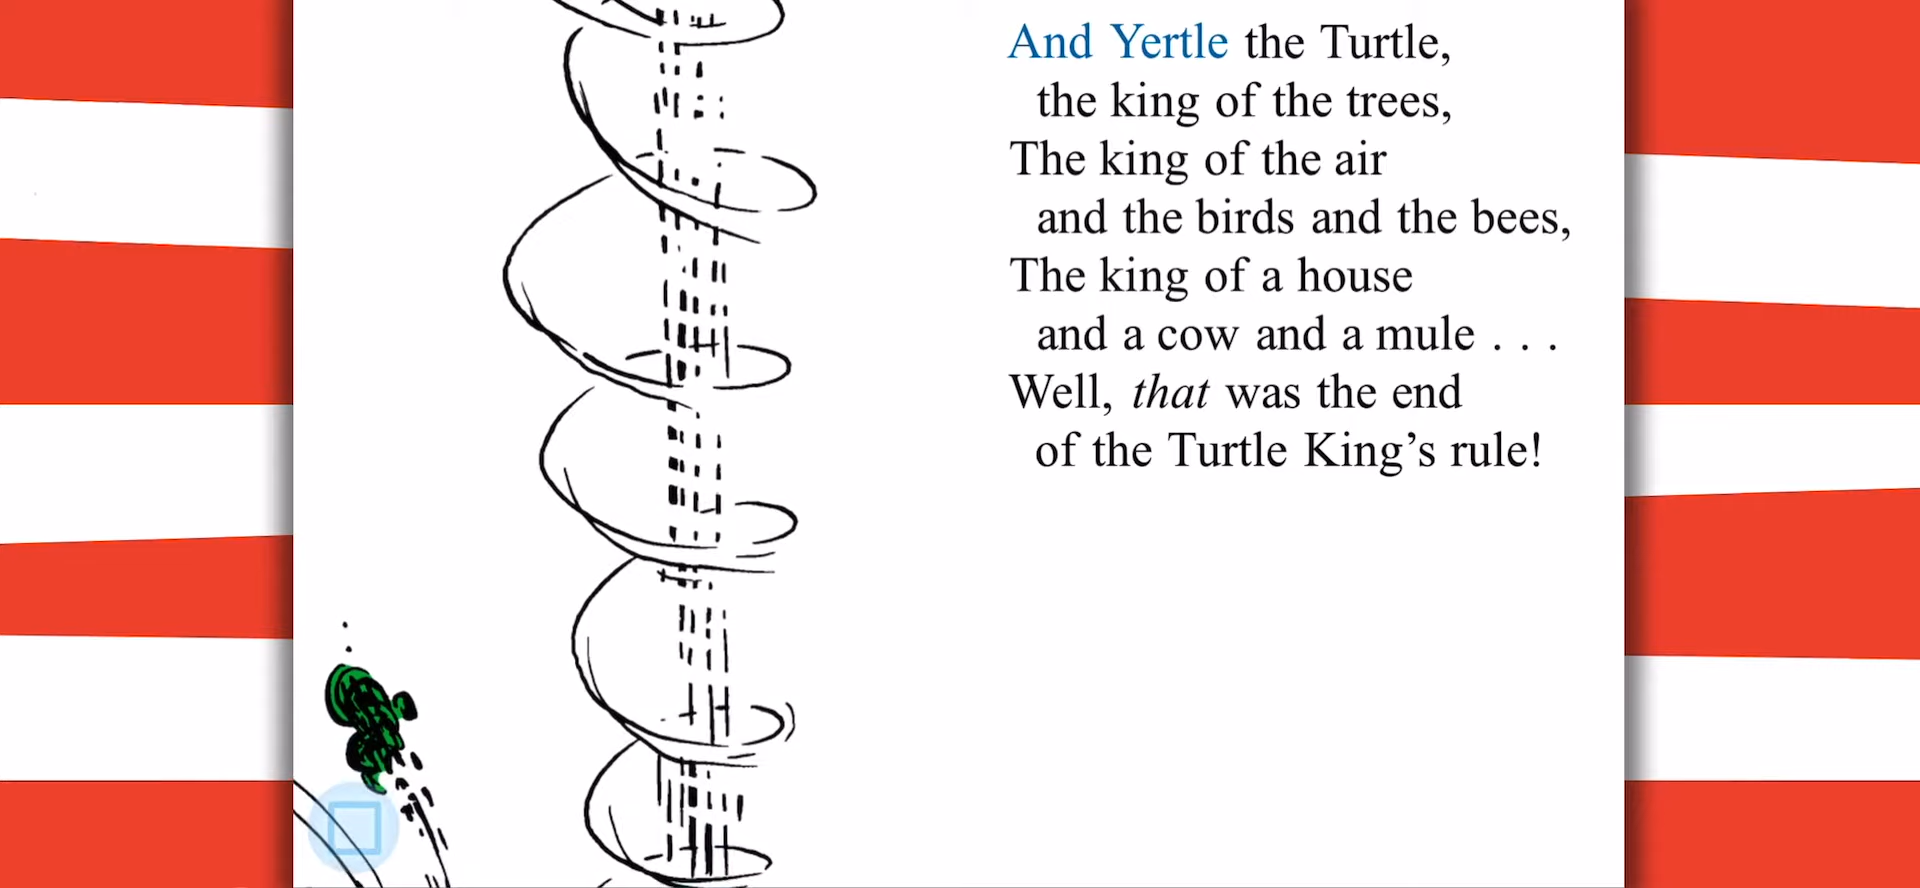 And Yertle the Turtle,
the king of the trees,
The king of the air
and the birds and the bees,
The king of a house
and a cow and a mule . . .
Well, that was the end
of the Turtle King’s rule!